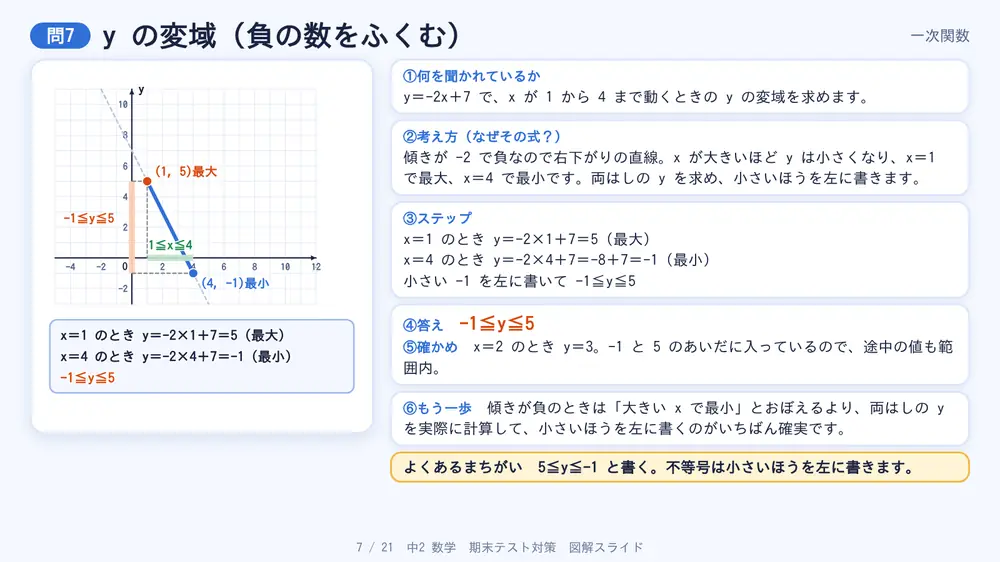 問7 y の変域（負の数をふくむ）
一次関数
y
10
8
6
4
2
0
-2
-4 -2 2 4 6 8 10 12
(1, 5)最大
-1≦y≦5
1≦x≦4
(4, -1)最小
x＝1 のとき y＝-2×1＋7＝5（最大）
x＝4 のとき y＝-2×4＋7＝-1（最小）
-1≦y≦5
①何を聞かれているか
y＝-2x＋7 で、x が 1 から 4 まで動くときの y の変域を求めます。
②考え方（なぜその式？）
傾きが -2 で負なので右下がりの直線。x が大きいほど y は小さくなり、x＝1
で最大、x＝4 で最小です。両はしの y を求め、小さいほうを左に書きます。
③ステップ
x＝1 のとき y＝-2×1＋7＝5（最大）
x＝4 のとき y＝-2×4＋7＝-8＋7＝-1（最小）
小さい -1 を左に書いて -1≦y≦5
④答え -1≦y≦5
⑤確かめ x＝2 のとき y＝3。-1 と 5 のあいだに入っているので、途中の値も範
囲内。
⑥もう一歩 傾きが負のときは「大きい x で最小」とおぼえるより、両はしの y
を実際に計算して、小さいほうを左に書くのがいちばん確実です。
よくあるまちがい 5≦y≦-1 と書く。不等号は小さいほうを左に書きます。
7 / 21 中2 数学 期末テスト対策 図解スライド